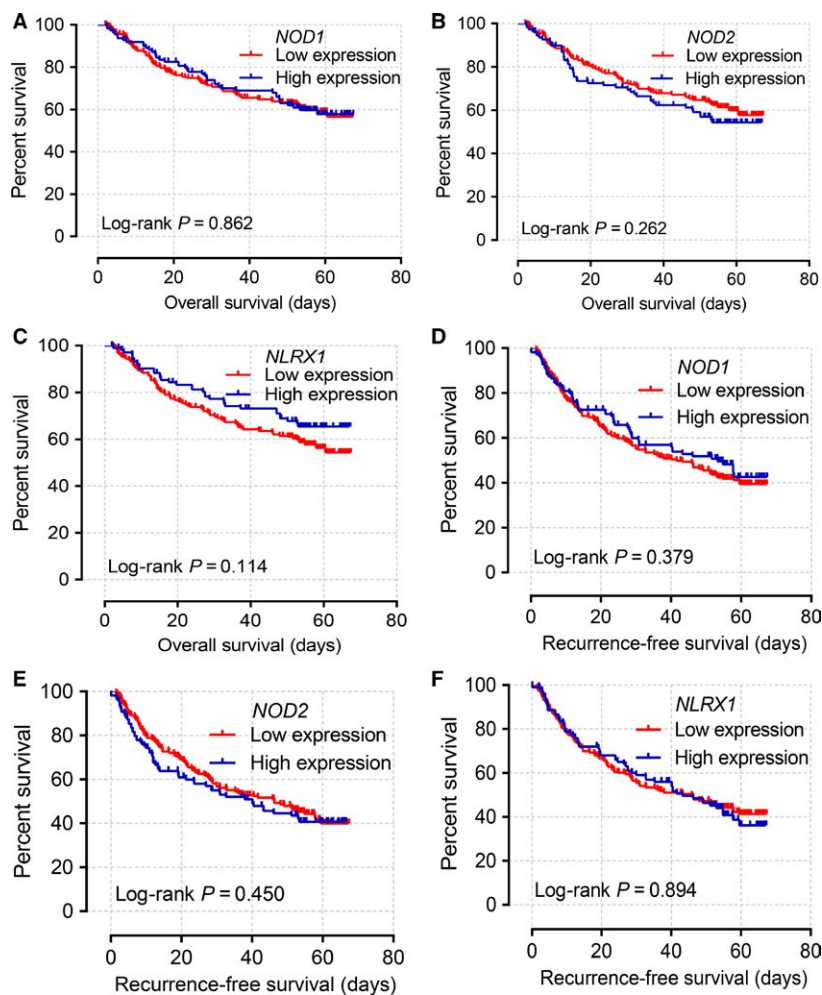 A
NOD1
Low expression
High expression
Percent survival
100
80
60
40
20
0
Log-rank P = 0.862
0 20 40 60 80
Overall survival (days)
B
NOD2
Low expression
High expression
Percent survival
100
80
60
40
20
0
Log-rank P = 0.262
0 20 40 60 80
Overall survival (days)
C
NLRX1
Low expression
High expression
Percent survival
100
80
60
40
20
0
Log-rank P = 0.114
0 20 40 60 80
Overall survival (days)
D
NOD1
Low expression
High expression
Percent survival
100
80
60
40
20
0
Log-rank P = 0.379
0 20 40 60 80
Recurrence-free survival (days)
E
NOD2
Low expression
High expression
Percent survival
100
80
60
40
20
0
Log-rank P = 0.450
0 20 40 60 80
Recurrence-free survival (days)
F
NLRX1
Low expression
High expression
Percent survival
100
80
60
40
20
0
Log-rank P = 0.894
0 20 40 60 80
Recurrence-free survival (days)